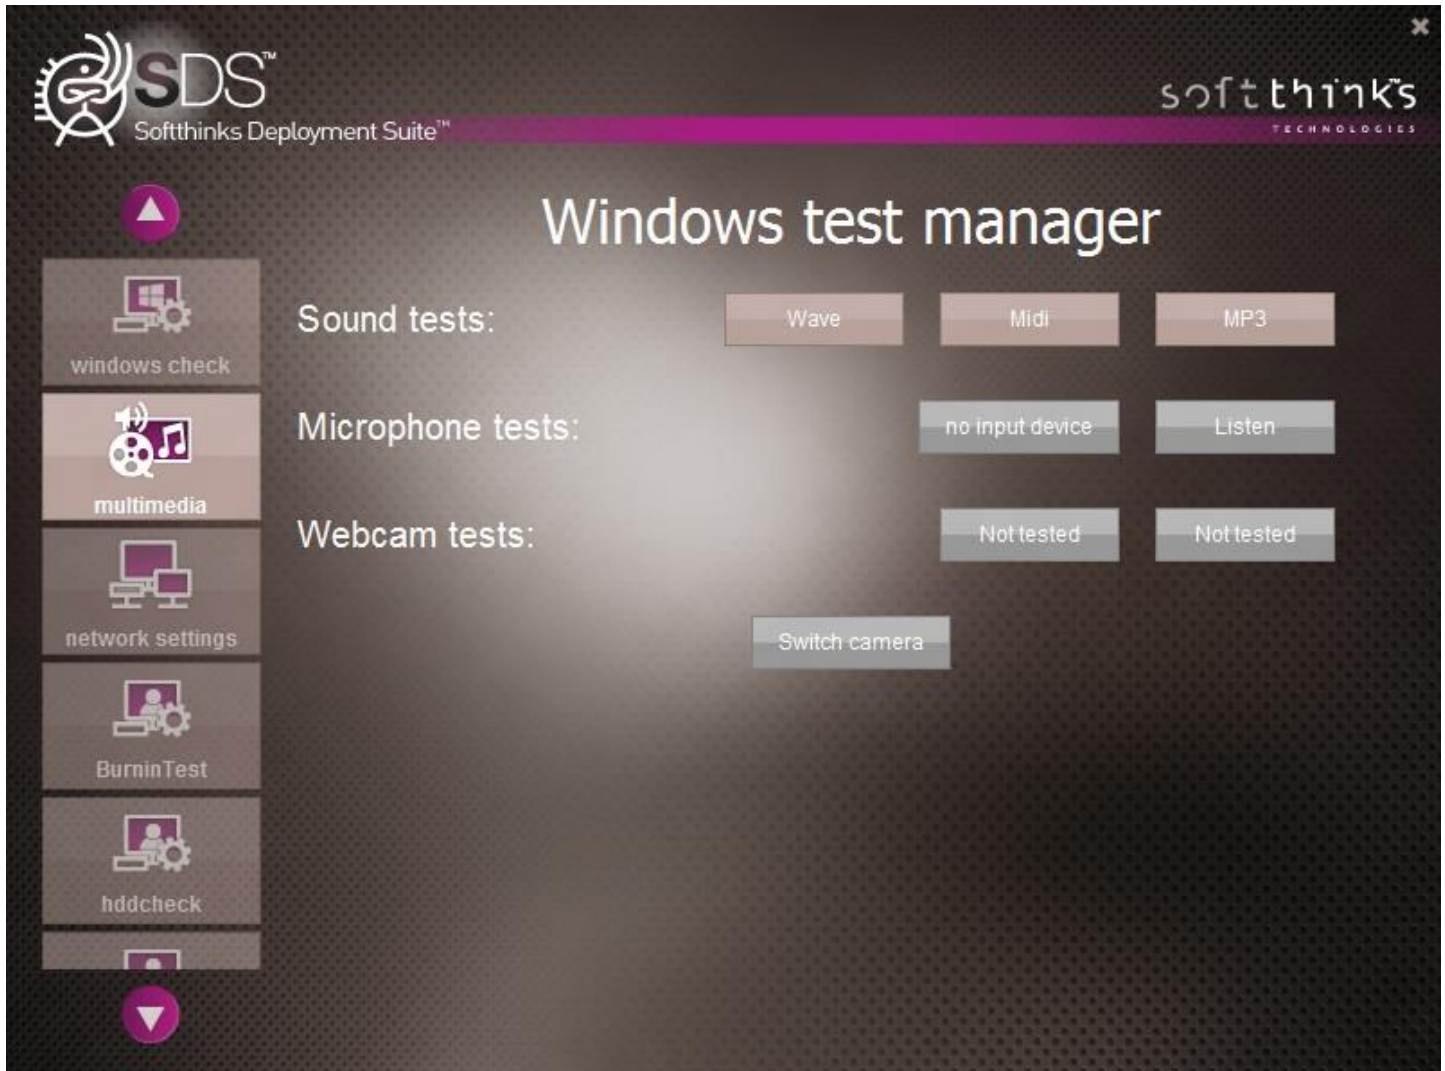 SDS™
Softthinks Deployment Suite™
softthinks™
TECHNOLOGIES
Windows test manager
windows check
multimedia
network settings
BurninTest
hddcheck
Sound tests: Wave Midi MP3
Microphone tests: no input device Listen
Webcam tests: Not tested Not tested
Switch camera